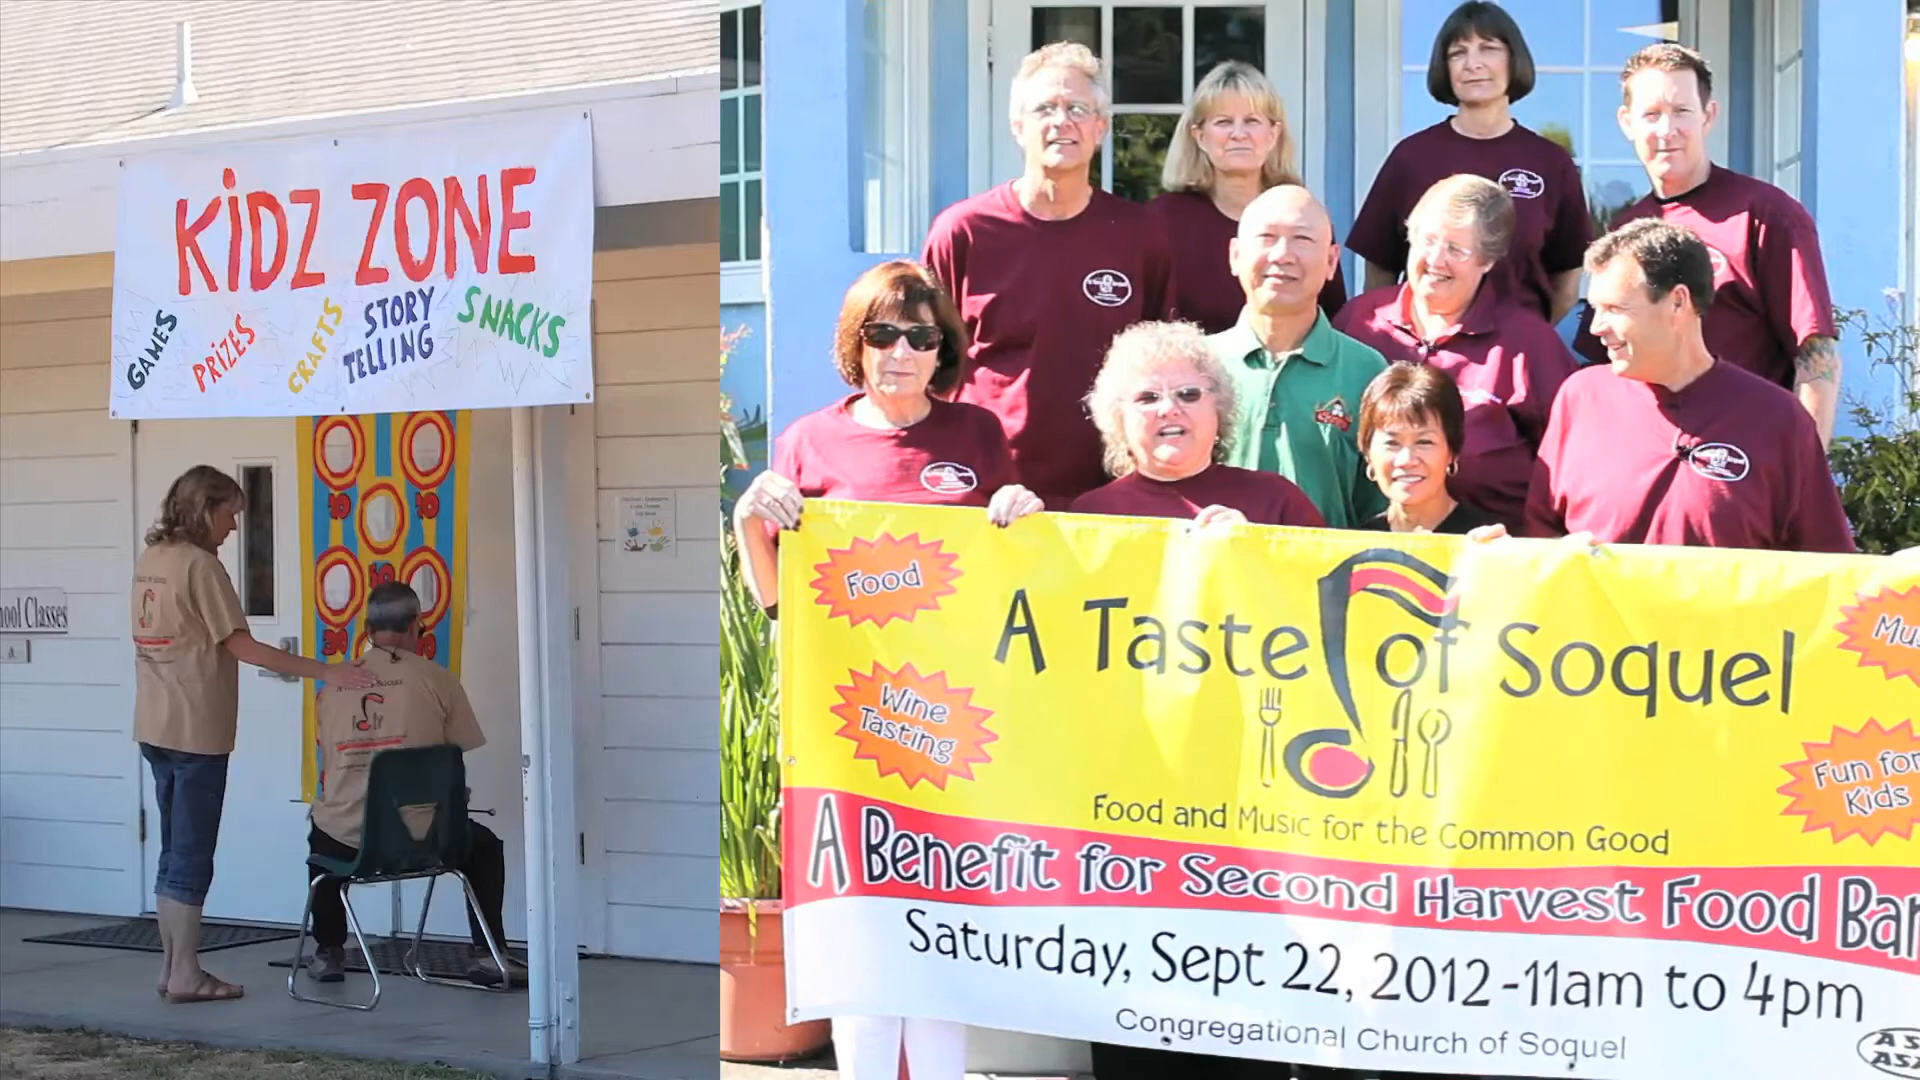 KiDZ ZONE
GAMES
PRiZES
CRAFTS
STORY
TELLING
SNACKS
hool Classes
Food
Wine
Tasting
A Taste of Soquel
Mus
Fun for
Kids
Food and Music for the Common Good
A Benefit for Second Harvest Food Ban
Saturday, Sept 22, 2012-11am to 4pm
Congregational Church of Soquel